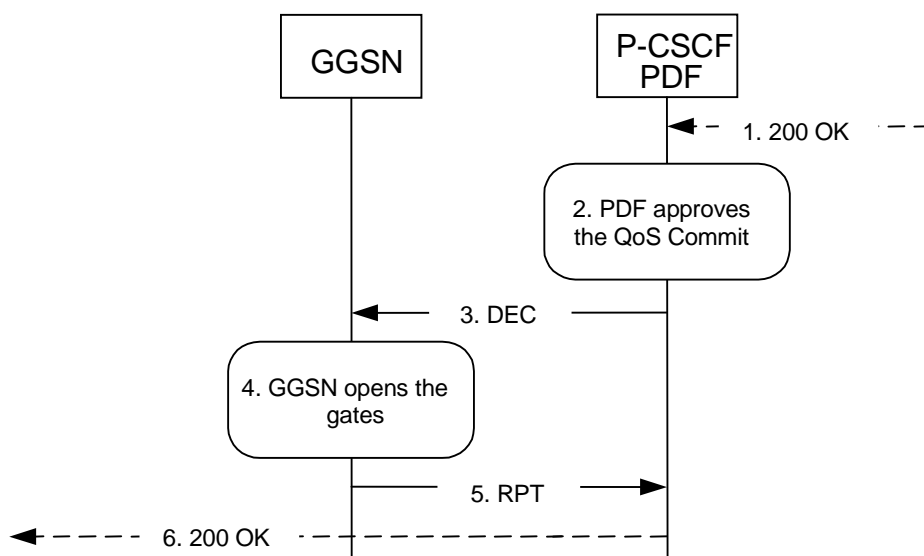 GGSN
P-CSCF
PDF
1. 200 OK
2. PDF approves
the QoS Commit
3. DEC
4. GGSN opens the
gates
5. RPT
6. 200 OK